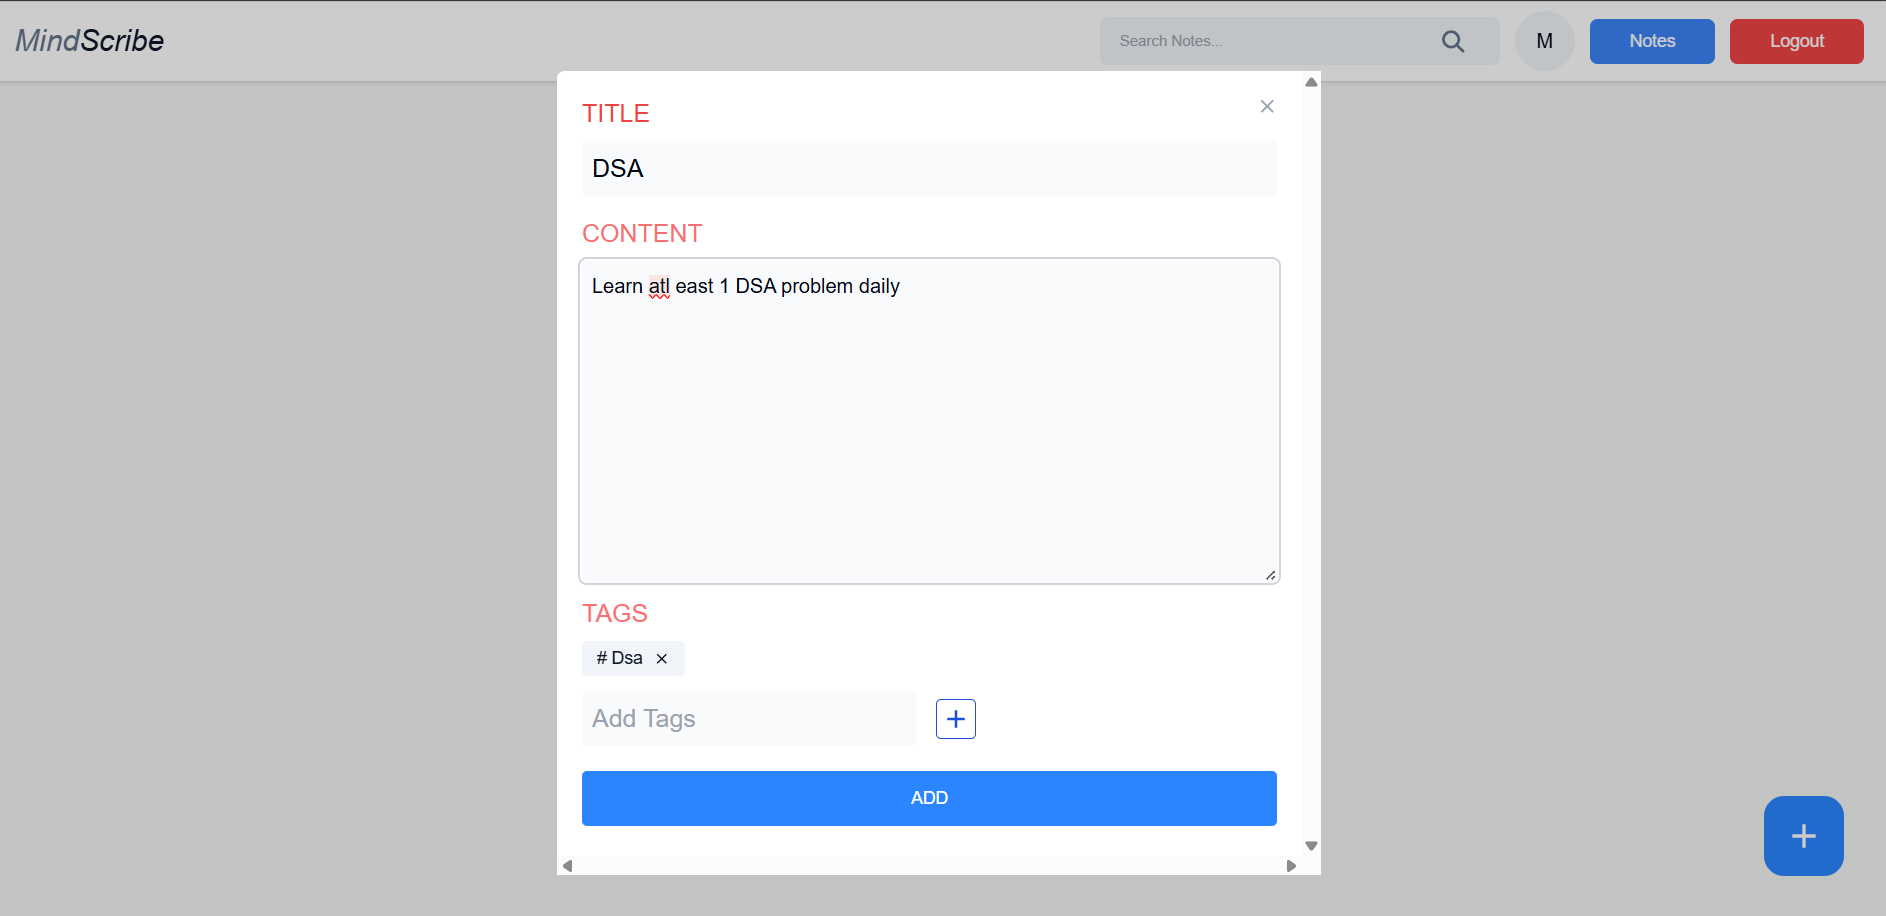 MindScribe
Search Notes...
M
Notes
Logout
TITLE
DSA
CONTENT
Learn atl east 1 DSA problem daily
TAGS
# Dsa ×
Add Tags
+
ADD
+